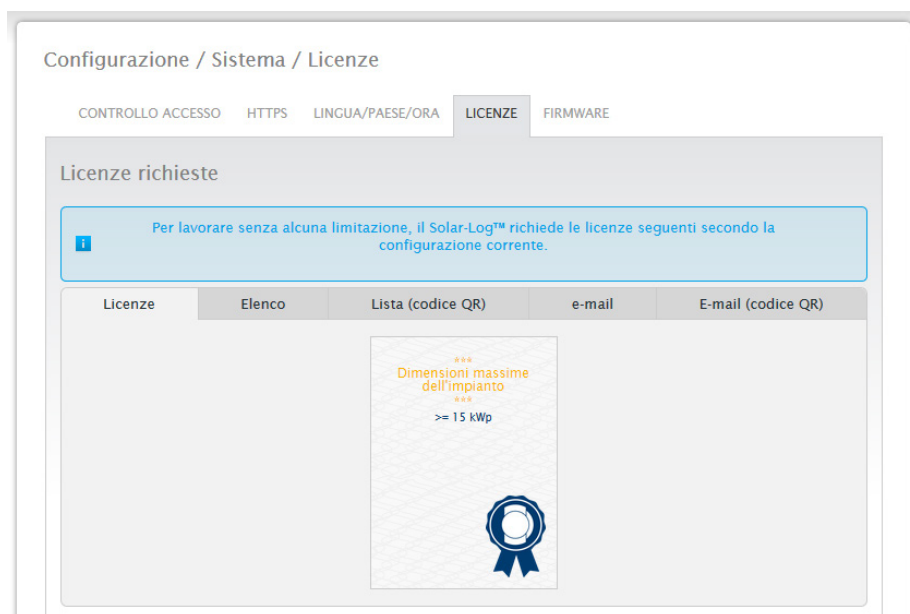 Configurazione / Sistema / Licenze
CONTROLLO ACCESSO HTTPS LINGUA/PAESE/ORA LICENZE FIRMWARE
Licenze richieste
i Per lavorare senza alcuna limitazione, il Solar-Log™ richiede le licenze seguenti secondo la
configurazione corrente.
Licenze Elenco Lista (codice QR) e-mail E-mail (codice QR)
***
Dimensioni massime
dell'impianto
***
>= 15 kWp